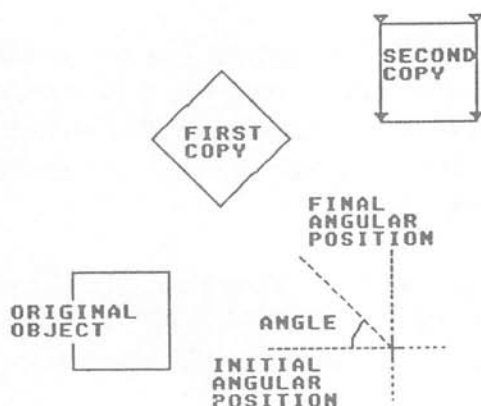 SECOND
COPY
FIRST
COPY
FINAL
ANGULAR
POSITION
ORIGINAL
OBJECT
ANGLE
INITIAL
ANGULAR
POSITION